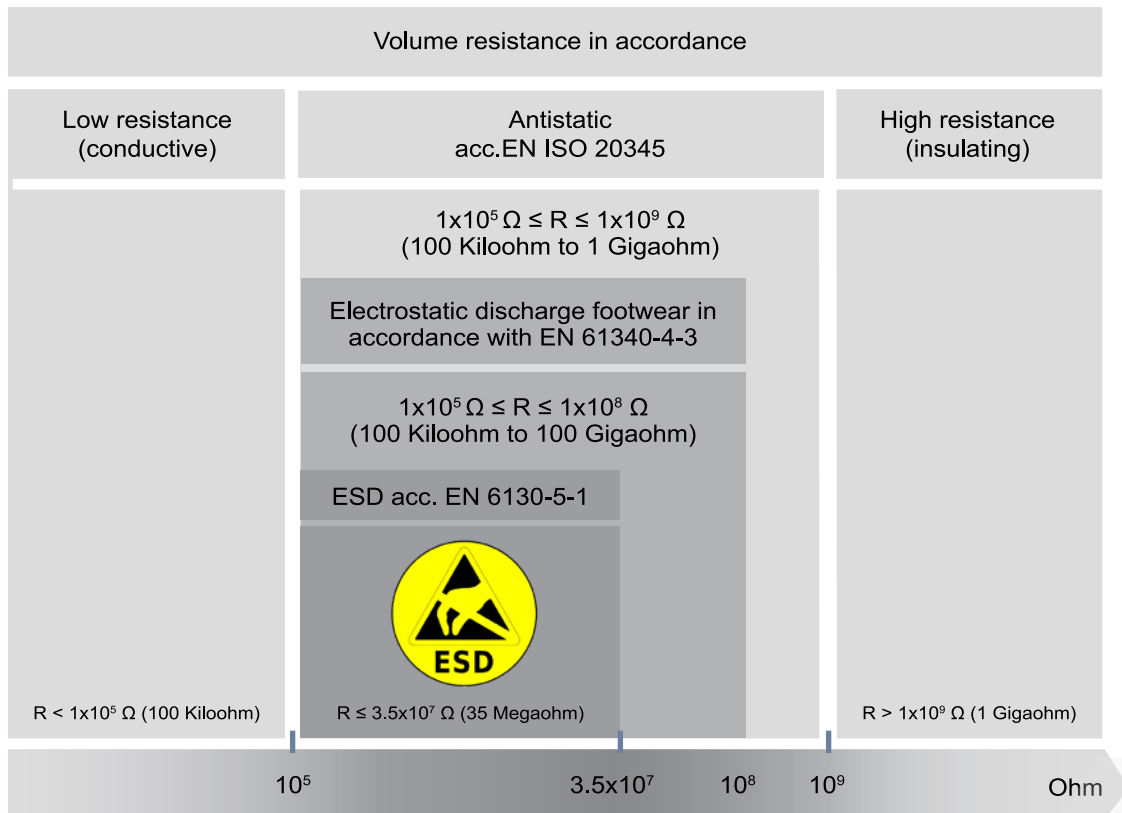 Volume resistance in accordance
Low resistance
(conductive)
Antistatic
acc.EN ISO 20345
High resistance
(insulating)
1x10⁵ Ω ≤ R ≤ 1x10⁹ Ω
(100 Kiloohm to 1 Gigaohm)
Electrostatic discharge footwear in
accordance with EN 61340-4-3
1x10⁵ Ω ≤ R ≤ 1x10⁸ Ω
(100 Kiloohm to 100 Gigaohm)
ESD acc. EN 6130-5-1
ESD
R < 1x10⁵ Ω (100 Kiloohm)
R ≤ 3.5x10⁷ Ω (35 Megaohm)
R > 1x10⁹ Ω (1 Gigaohm)
10⁵ 3.5x10⁷ 10⁸ 10⁹ Ohm